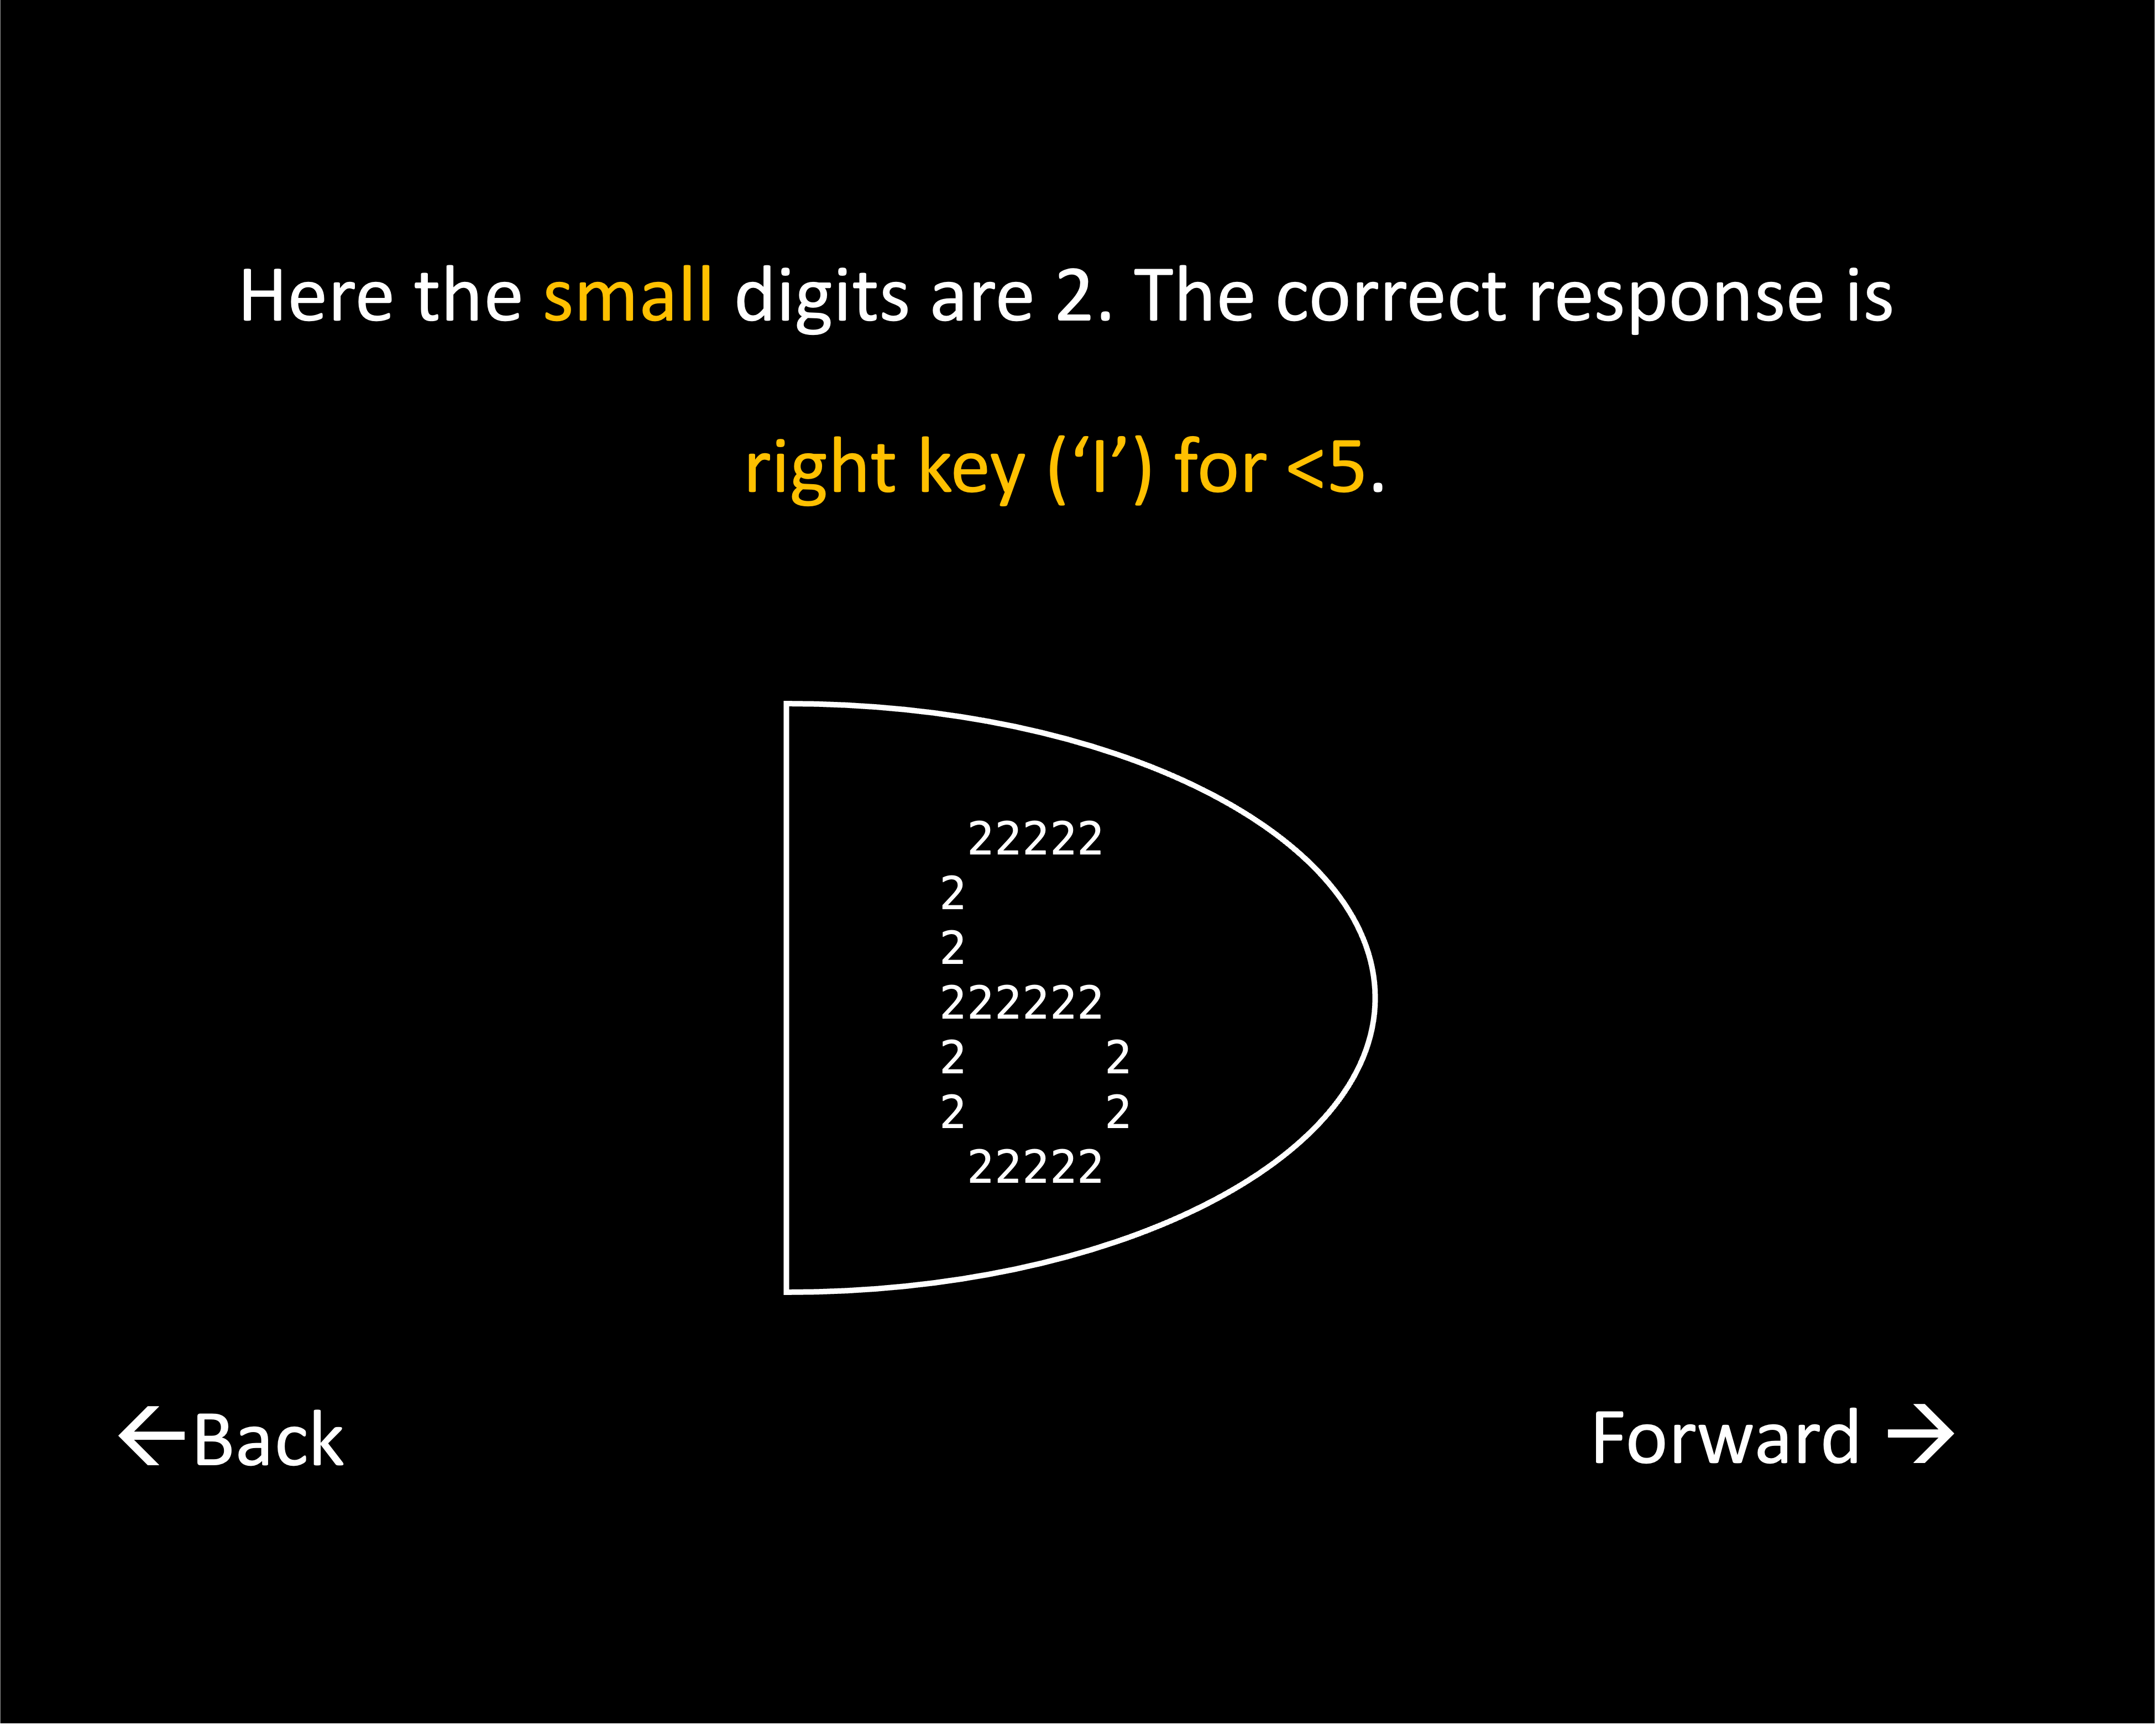 Here the small digits are 2. The correct response is
right key (‘l’) for <5.
22222
2
2
222222
2 2
2 2
22222
←Back
Forward →